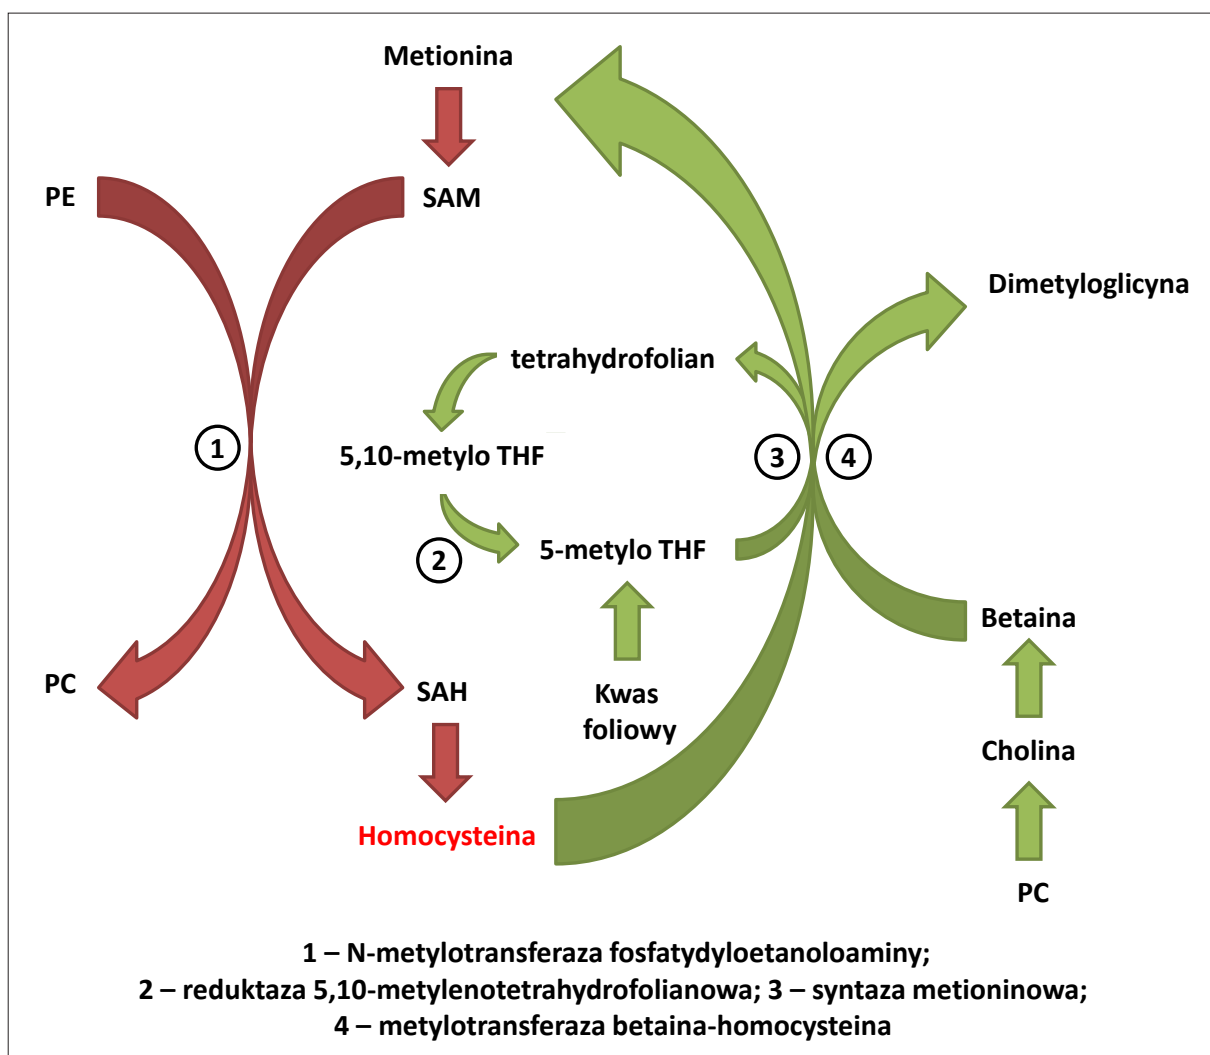 Metionina
PE
SAM
Dimetyloglicyna
tetrahydrofolian
1
5,10-metylo THF
3
4
2
5-metylo THF
Betaina
PC
SAH
Kwas
foliowy
Cholina
Homocysteina
PC
1 – N-metylotransferaza fosfatydyloetanoloaminy;
2 – reduktaza 5,10-metylenotetrahydrofolianowa; 3 – syntaza metioninowa;
4 – metylotransferaza betaina-homocysteina